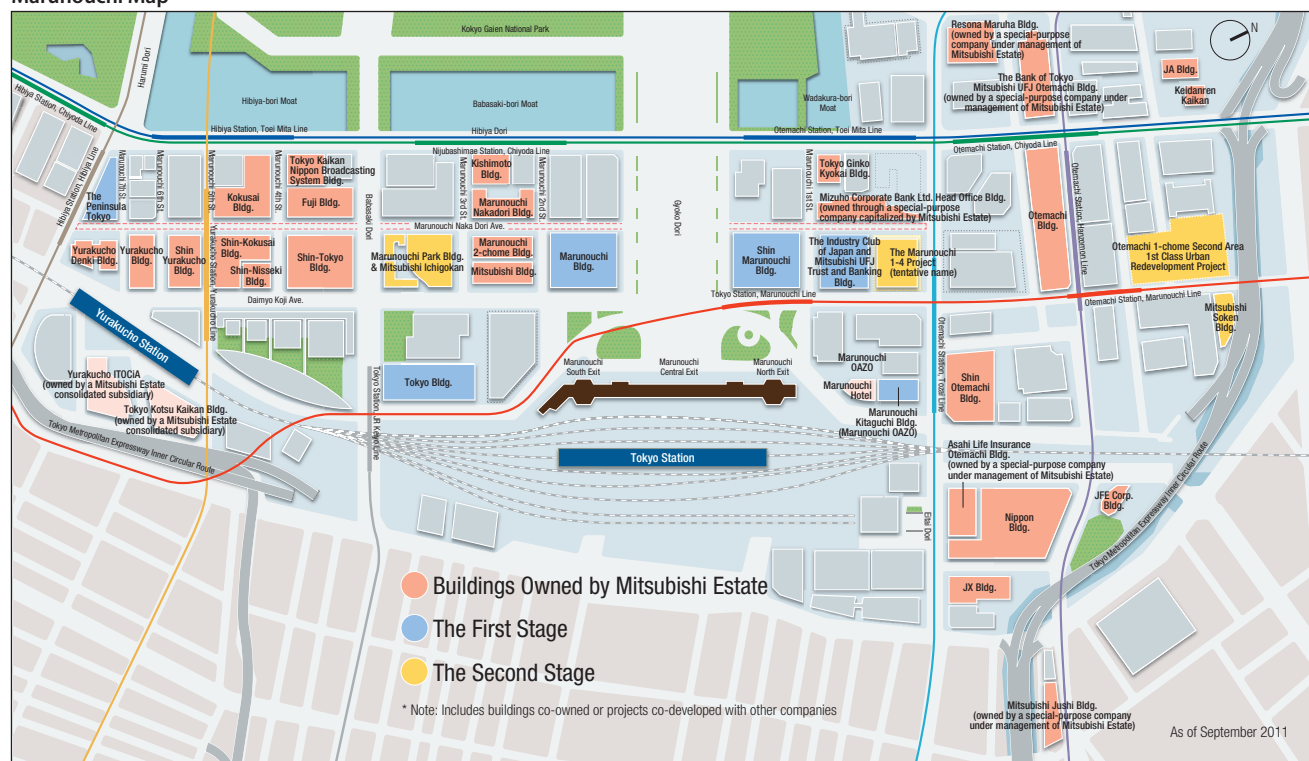 Marunouchi Map
Kokyo Gaien National Park
Resona Maruha Bldg.
(owned by a special-purpose
company under management of
Mitsubishi Estate)
N
JA Bldg.
Keidanren
Kaikan
The Bank of Tokyo
Mitsubishi UFJ Otemachi Bldg.
(owned by a special-purpose company under
management of Mitsubishi Estate)
Harumi Dori
Hibiya-bori Moat
Babasaki-bori Moat
Wadakura-bori
Moat
Hibiya Station, Chiyoda Line
Hibiya Station, Toei Mita Line
Hibiya Dori
Otemachi Station, Toei Mita Line
Nijubashimae Station, Chiyoda Line
Otemachi Station, Chiyoda Line
Hibiya Station, Hibiya Line
Marunouchi 7th St.
Marunouchi 6th St.
Marunouchi 5th St.
Marunouchi 4th St.
Babasaki Dori
Marunouchi 3rd St.
Marunouchi 2nd St.
Gyoko Dori
Marunouchi 1st St.
Otemachi Station, Hanzomon Line
The
Peninsula
Tokyo
Kokusai
Bldg.
Tokyo Kaikan
Nippon Broadcasting
System Bldg.
Fuji Bldg.
Kishimoto
Bldg.
Marunouchi
Nakadori Bldg.
Tokyo Ginko
Kyokai Bldg.
Mizuho Corporate Bank Ltd. Head Office Bldg.
(owned through a special-purpose
company capitalized by Mitsubishi Estate)
Otemachi
Bldg.
Marunouchi Naka Dori Ave.
Yurakucho
Denki Bldg.
Yurakucho
Bldg.
Shin
Yurakucho
Bldg.
Yurakucho Station, Yurakucho Line
Shin-Kokusai
Bldg.
Shin-Nisseki
Bldg.
Shin-Tokyo
Bldg.
Marunouchi Park Bldg.
& Mitsubishi Ichigokan
Marunouchi
2-chome Bldg.
Mitsubishi Bldg.
Marunouchi
Bldg.
Shin
Marunouchi
Bldg.
The Industry Club
of Japan and
Mitsubishi UFJ
Trust and Banking
Bldg.
The Marunouchi
1-4 Project
(tentative name)
Otemachi 1-chome Second Area
1st Class Urban
Redevelopment Project
Daimyo Koji Ave.
Tokyo Station, Marunouchi Line
Otemachi Station, Marunouchi Line
Mitsubishi
Soken
Bldg.
Yurakucho Station
Yurakucho ITOCiA
(owned by a Mitsubishi Estate
consolidated subsidiary)
Tokyo Kotsu Kaikan Bldg.
(owned by a Mitsubishi Estate
consolidated subsidiary)
Tokyo Metropolitan Expressway Inner Circular Route
Tokyo Station, JR Keiyo Line
Tokyo Bldg.
Marunouchi
South Exit
Marunouchi
Central Exit
Marunouchi
North Exit
Marunouchi
OAZO
Marunouchi
Hotel
Marunouchi
Kitaguchi Bldg.
(Marunouchi OAZO)
Otemachi Station, Tozai Line
Shin
Otemachi
Bldg.
Tokyo Station
Asahi Life Insurance
Otemachi Bldg.
(owned by a special-purpose company
under management of Mitsubishi Estate)
Eitai Dori
Nippon
Bldg.
JFE Corp.
Bldg.
Tokyo Metropolitan Expressway Inner Circular Route
JX Bldg.
Buildings Owned by Mitsubishi Estate
The First Stage
The Second Stage
* Note: Includes buildings co-owned or projects co-developed with other companies
Mitsubishi Jushi Bldg.
(owned by a special-purpose company
under management of Mitsubishi Estate)
As of September 2011